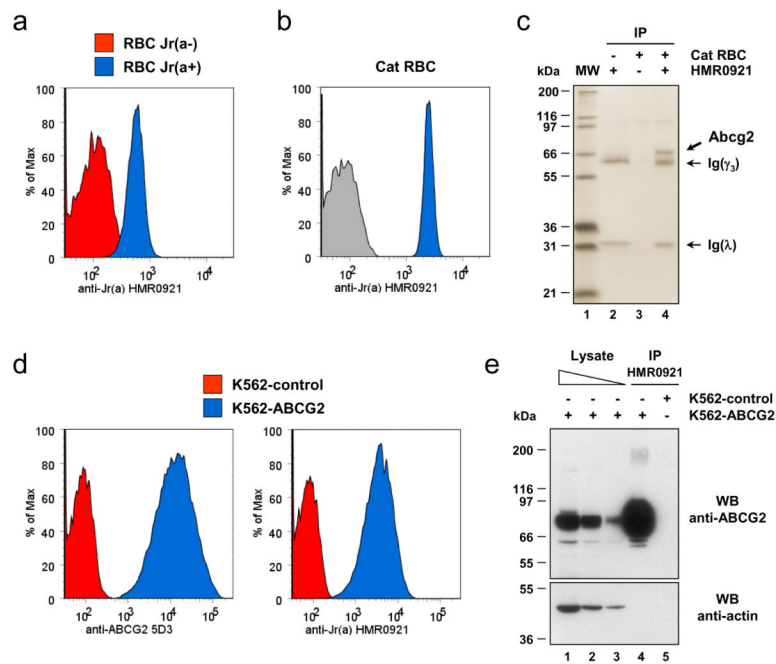 a
RBC Jr(a-)
RBC Jr(a+)
% of Max
100
80
60
40
20
0
10²
10³
10⁴
anti-Jr(a) HMR0921
b
Cat RBC
% of Max
100
80
60
40
20
0
10²
10³
10⁴
anti-Jr(a) HMR0921
c
IP
- + + Cat RBC
+ - + HMR0921
kDa MW
200
116
97
66
55
36
31
21
Abcg2
Ig(γ₃)
Ig(λ)
1 2 3 4
d
K562-control
K562-ABCG2
% of Max
100
80
60
40
20
0
10²
10³
10⁴
10⁵
anti-ABCG2 5D3
% of Max
100
80
60
40
20
0
10²
10³
10⁴
10⁵
anti-Jr(a) HMR0921
e
Lysate
IP
HMR0921
- - - - + K562-control
+ + + + - K562-ABCG2
kDa
200
116
97
66
55
WB
anti-ABCG2
55
36
WB
anti-actin
1 2 3 4 5